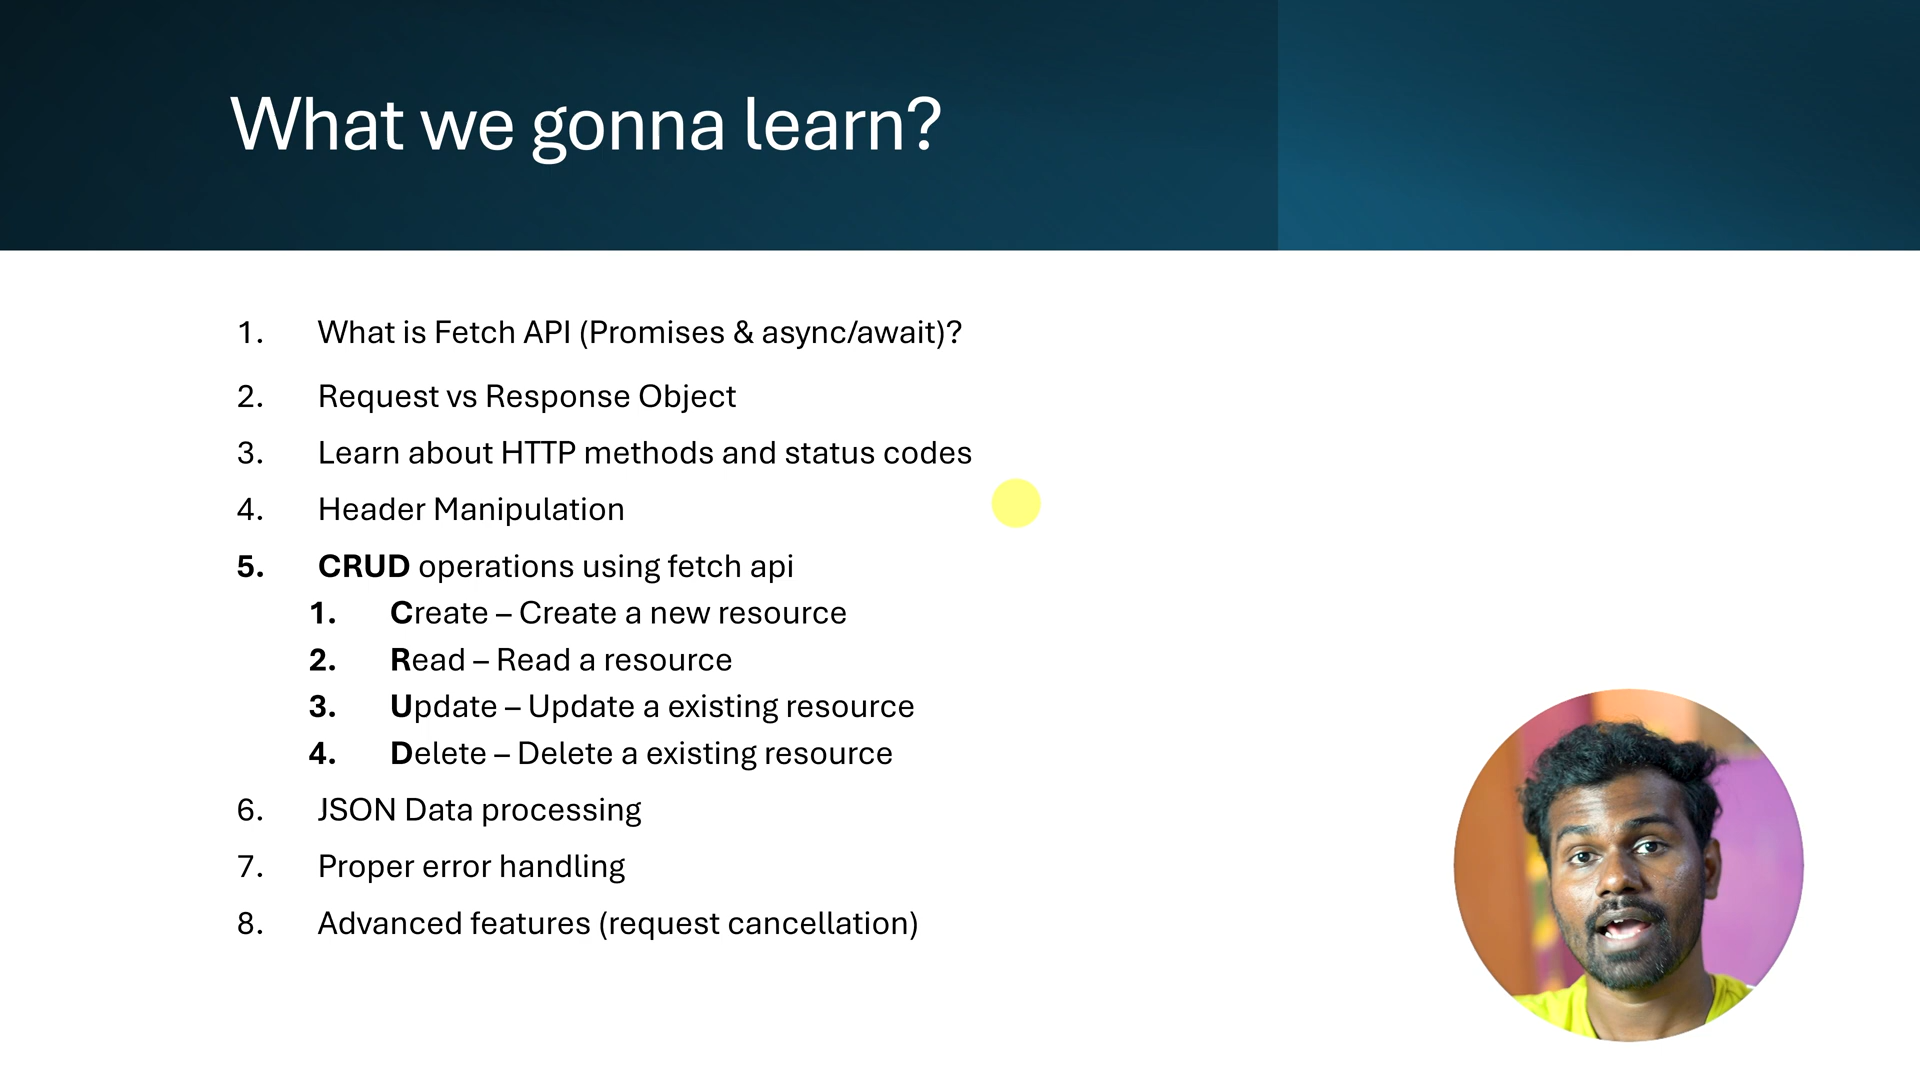 What we gonna learn?
1. What is Fetch API (Promises & async/await)?
2. Request vs Response Object
3. Learn about HTTP methods and status codes
4. Header Manipulation
5. CRUD operations using fetch api
1. Create – Create a new resource
2. Read – Read a resource
3. Update – Update a existing resource
4. Delete – Delete a existing resource
6. JSON Data processing
7. Proper error handling
8. Advanced features (request cancellation)